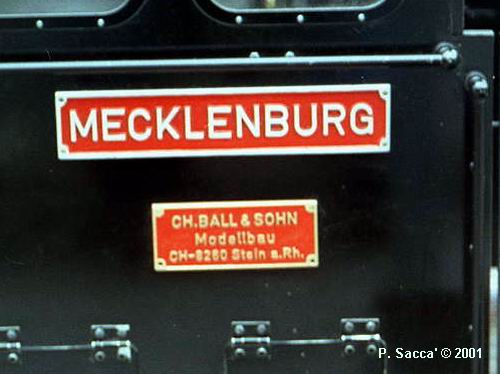 MECKLENBURG
CH.BALL & SOHN
Modellbau
CH-8260 Stein a.Rh.
P. Sacca' © 2001